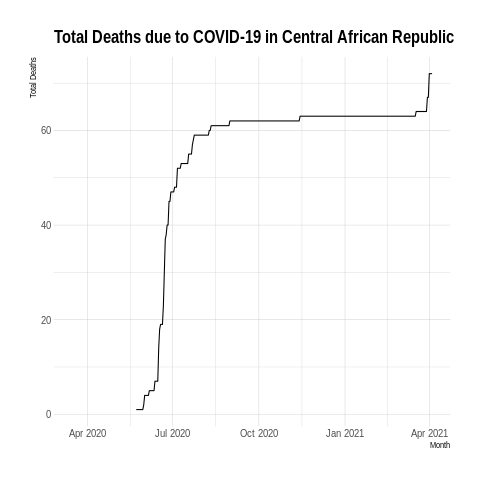 Total Deaths due to COVID-19 in Central African Republic
Total Deaths
60
40
20
0
Apr 2020 Jul 2020 Oct 2020 Jan 2021 Apr 2021
Month